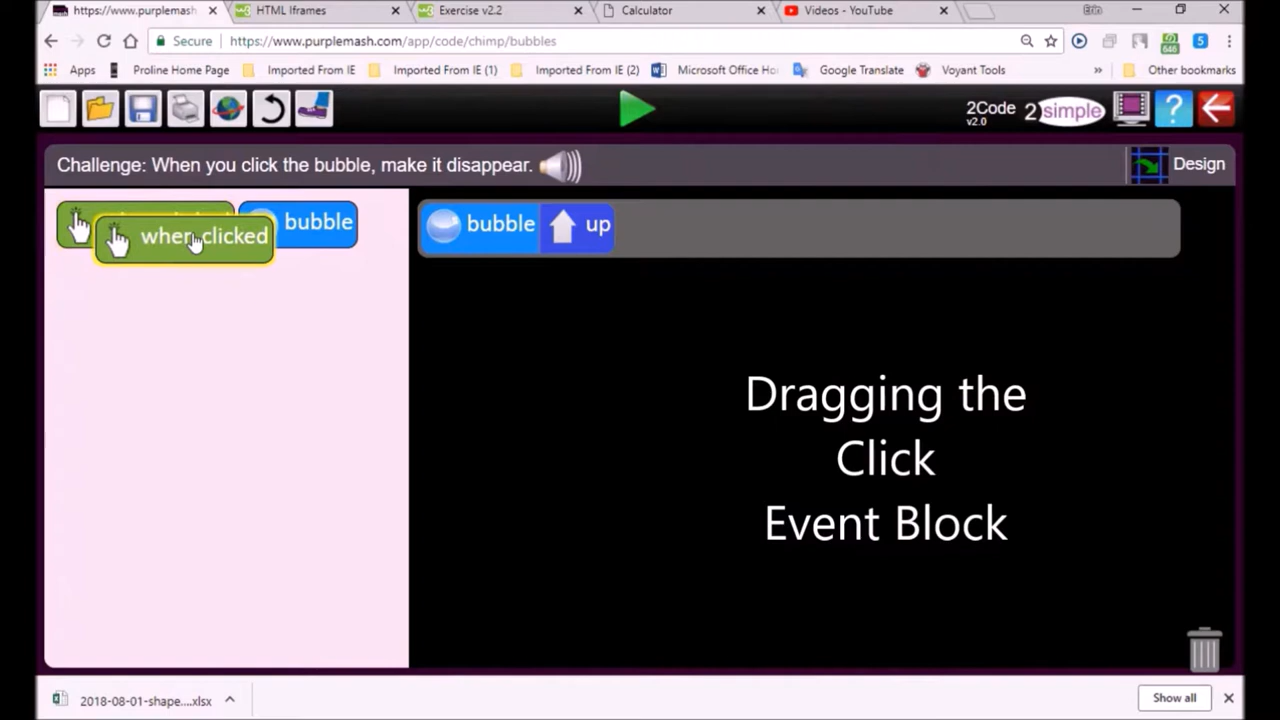 https://www.purplemash
HTML Iframes
Exercise v2.2
Calculator
Videos - YouTube
Secure
https://www.purplemash.com/app/code/chimp/bubbles
646
5
Apps
Proline Home Page
Imported From IE
Imported From IE (1)
Imported From IE (2)
Microsoft Office Ho
Google Translate
Voyant Tools
»
Other bookmarks
2Code
v2.0
2simple
?
Challenge: When you click the bubble, make it disappear.
Design
when clicked
bubble
bubble
up
Dragging the
Click
Event Block
2018-08-01-shape....xlsx
Show all